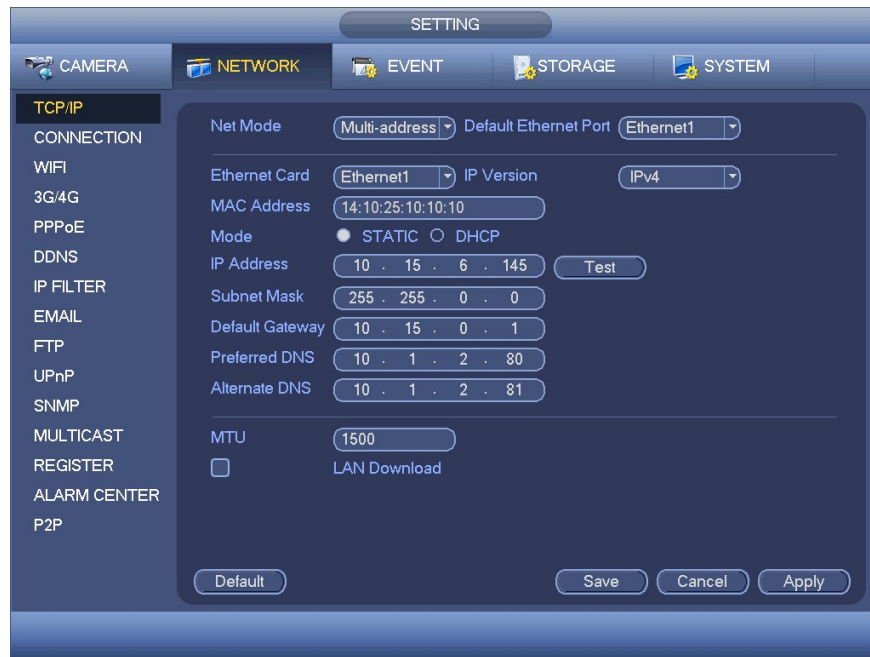 SETTING
CAMERA NETWORK EVENT STORAGE SYSTEM
TCP/IP
CONNECTION
WIFI
3G/4G
PPPoE
DDNS
IP FILTER
EMAIL
FTP
UPnP
SNMP
MULTICAST
REGISTER
ALARM CENTER
P2P
Net Mode Multi-address Default Ethernet Port Ethernet1
Ethernet Card Ethernet1 IP Version IPv4
MAC Address 14:10:25:10:10:10
Mode STATIC DHCP
IP Address 10 . 15 . 6 . 145 Test
Subnet Mask 255 . 255 . 0 . 0
Default Gateway 10 . 15 . 0 . 1
Preferred DNS 10 . 1 . 2 . 80
Alternate DNS 10 . 1 . 2 . 81
MTU 1500
LAN Download
Default Save Cancel Apply